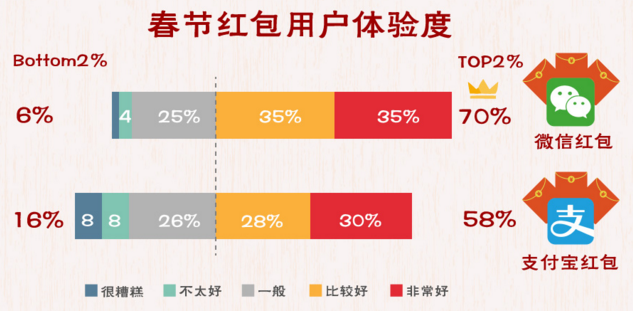 春节红包用户体验度
Bottom2%
TOP2%
6%
4
25%
35%
35%
70%
微信红包
16%
8
8
26%
28%
30%
58%
支
支付宝红包
很糟糕
不太好
一般
比较好
非常好